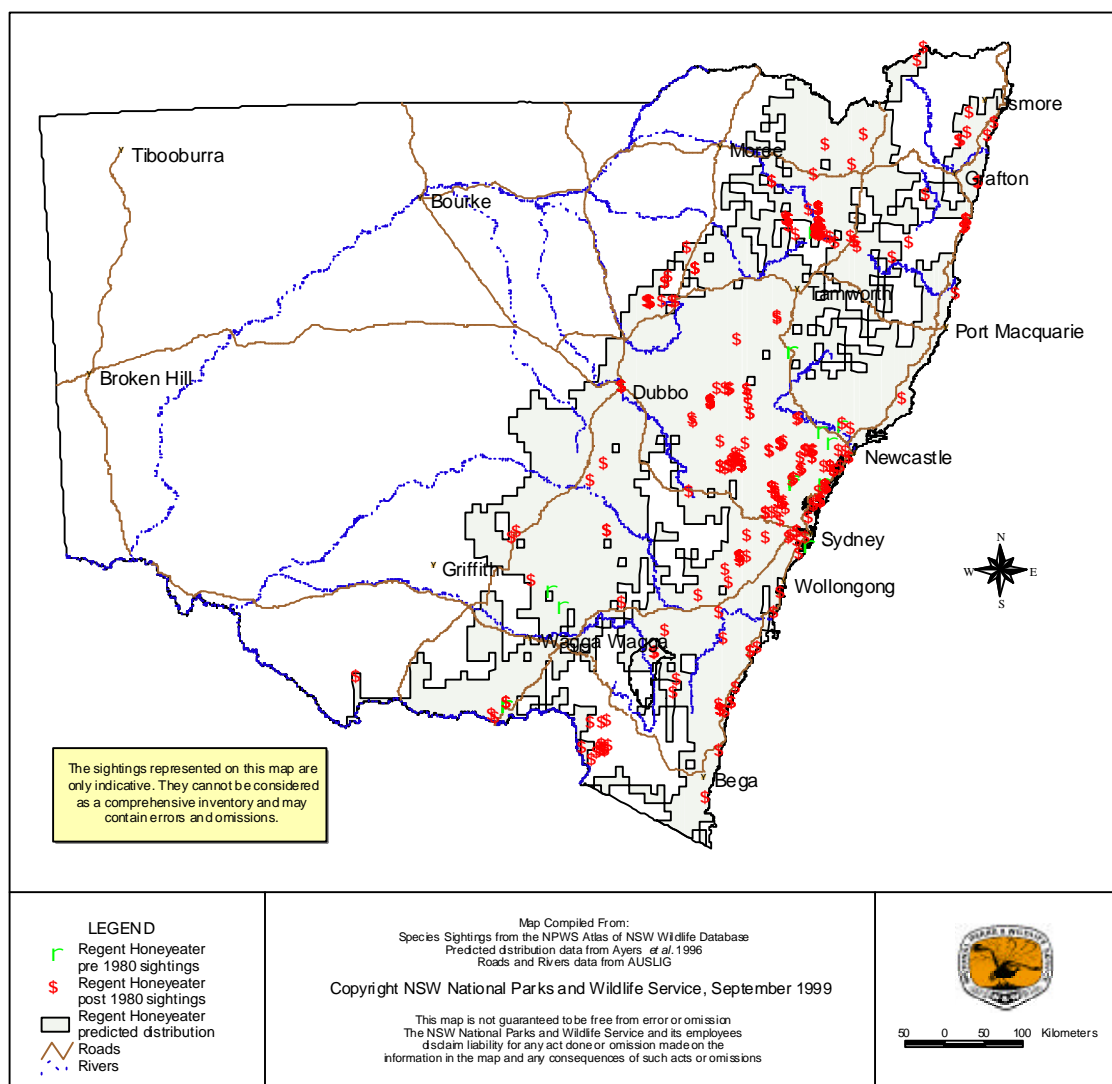 Lismore
Tibooburra
Moree
Grafton
Bourke
Tamworth
Port Macquarie
Broken Hill
Dubbo
Newcastle
Sydney
N
W E
S
Griffith
Wollongong
Wagga Wagga
Bega
The sightings represented on this map are
only indicative. They cannot be considered
as a comprehensive inventory and may
contain errors and omissions.
LEGEND
r Regent Honeyeater
pre 1980 sightings
$ Regent Honeyeater
post 1980 sightings
Regent Honeyeater
predicted distribution
Roads
Rivers
Map Compiled From:
Species Sightings from the NPWS Atlas of NSW Wildlife Database
Predicted distribution data from Ayers et al. 1996
Roads and Rivers data from AUSLIG
Copyright NSW National Parks and Wildlife Service, September 1999
This map is not guaranteed to be free from error or omission
The NSW National Parks and Wildlife Service and its employees
disclaim liability for any act done or omission made on the
information in the map and any consequences of such acts or omissions
50 0 50 100 Kilometers